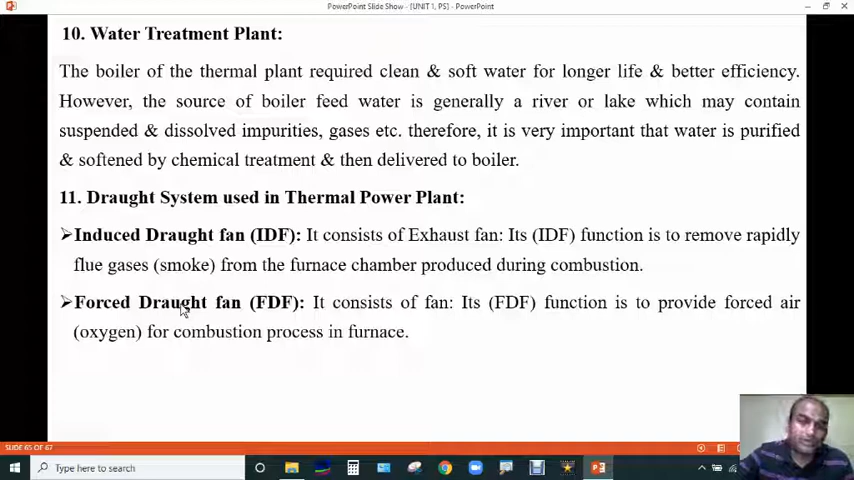 PowerPoint Slide Show - [UNIT 1, PS] - PowerPoint
10. Water Treatment Plant:
The boiler of the thermal plant required clean & soft water for longer life & better efficiency.
However, the source of boiler feed water is generally a river or lake which may contain
suspended & dissolved impurities, gases etc. therefore, it is very important that water is purified
& softened by chemical treatment & then delivered to boiler.
11. Draught System used in Thermal Power Plant:
➢Induced Draught fan (IDF): It consists of Exhaust fan: Its (IDF) function is to remove rapidly
flue gases (smoke) from the furnace chamber produced during combustion.
➢Forced Draught fan (FDF): It consists of fan: Its (FDF) function is to provide forced air
(oxygen) for combustion process in furnace.
SLIDE 65 OF 67
Type here to search